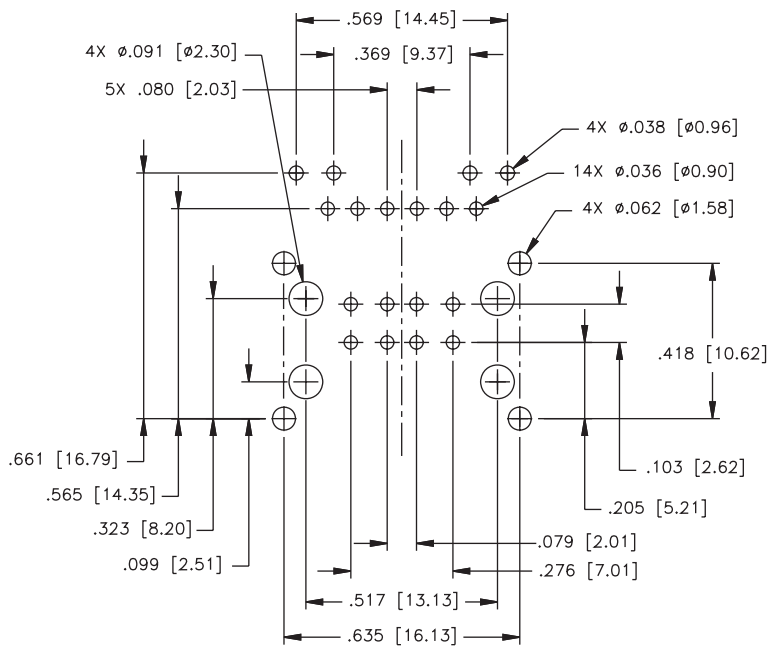 .569 [14.45]
4X ø.091 [ø2.30]
.369 [9.37]
5X .080 [2.03]
4X ø.038 [ø0.96]
14X ø.036 [ø0.90]
4X ø.062 [ø1.58]
.418 [10.62]
.661 [16.79]
.103 [2.62]
.565 [14.35]
.205 [5.21]
.323 [8.20]
.079 [2.01]
.099 [2.51]
.276 [7.01]
.517 [13.13]
.635 [16.13]